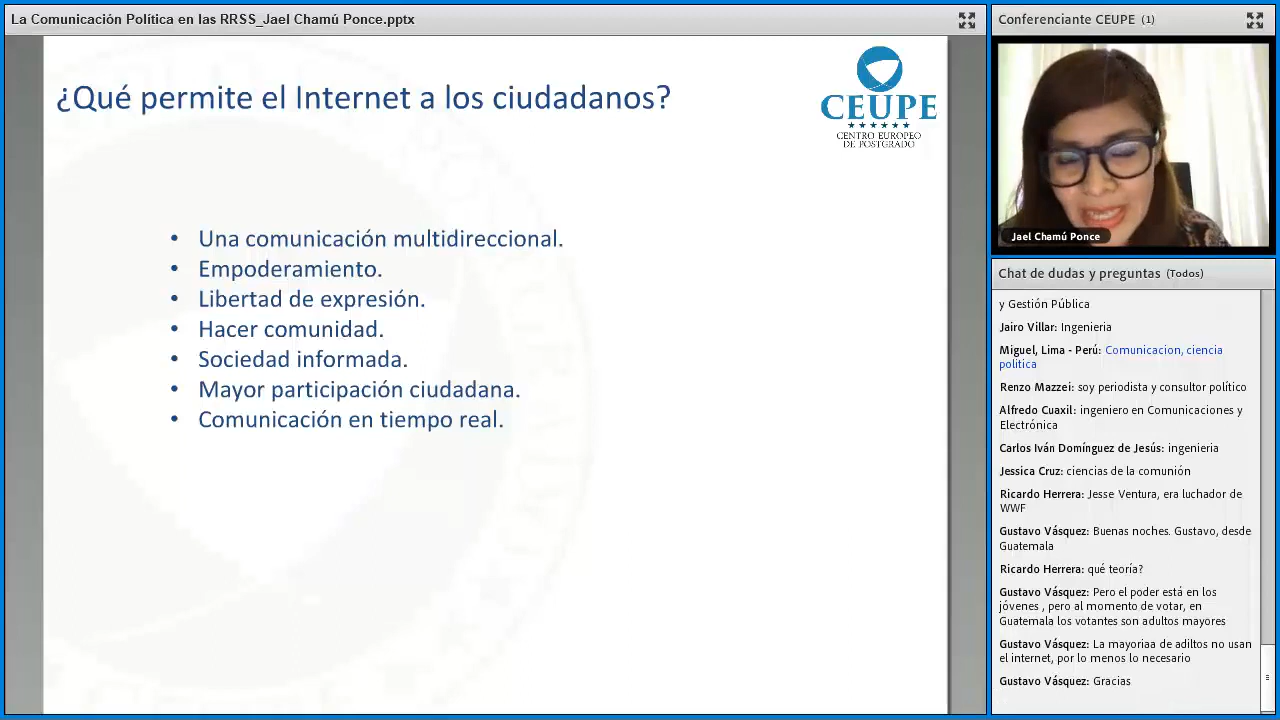 La Comunicación Política en las RRSS_Jael Chamú Ponce.pptx
¿Qué permite el Internet a los ciudadanos?
CEUPE
CENTRO EUROPEO
DE POSTGRADO
• Una comunicación multidireccional.
• Empoderamiento.
• Libertad de expresión.
• Hacer comunidad.
• Sociedad informada.
• Mayor participación ciudadana.
• Comunicación en tiempo real.
Conferenciante CEUPE (1)
Jael Chamú Ponce
Chat de dudas y preguntas (Todos)
y Gestión Pública
Jairo Villar: Ingenieria
Miguel, Lima - Perú: Comunicacion, ciencia
politica
Renzo Mazzei: soy periodista y consultor político
Alfredo Cuaxil: ingeniero en Comunicaciones y
Electrónica
Carlos Iván Domínguez de Jesús: ingenieria
Jessica Cruz: ciencias de la comunión
Ricardo Herrera: Jesse Ventura, era luchador de
WWF
Gustavo Vásquez: Buenas noches. Gustavo, desde
Guatemala
Ricardo Herrera: qué teoría?
Gustavo Vásquez: Pero el poder está en los
jóvenes , pero al momento de votar, en
Guatemala los votantes son adultos mayores
Gustavo Vásquez: La mayoriaa de adiltos no usan
el internet, por lo menos lo necesario
Gustavo Vásquez: Gracias